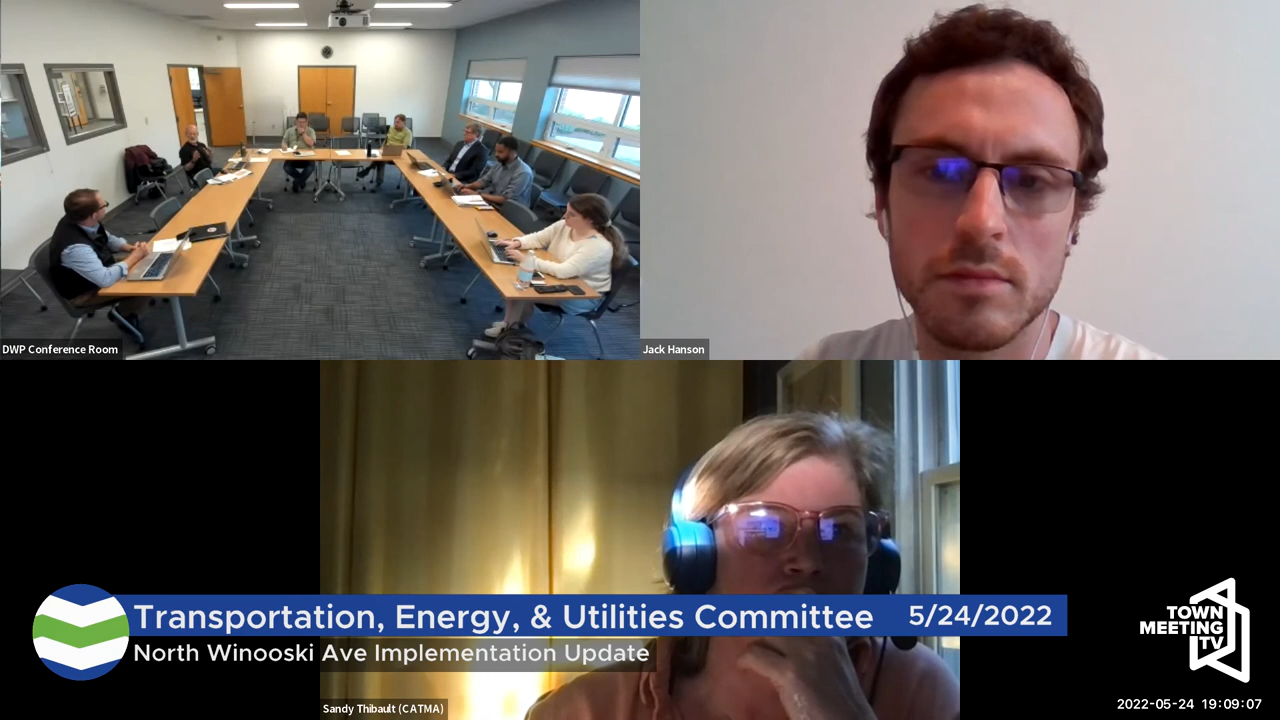 DWP Conference Room
Jack Hanson
Transportation, Energy, & Utilities Committee 5/24/2022
North Winooski Ave Implementation Update
Sandy Thibault (CATMA)
TOWN
MEETING
TV
2022-05-24 19:09:07